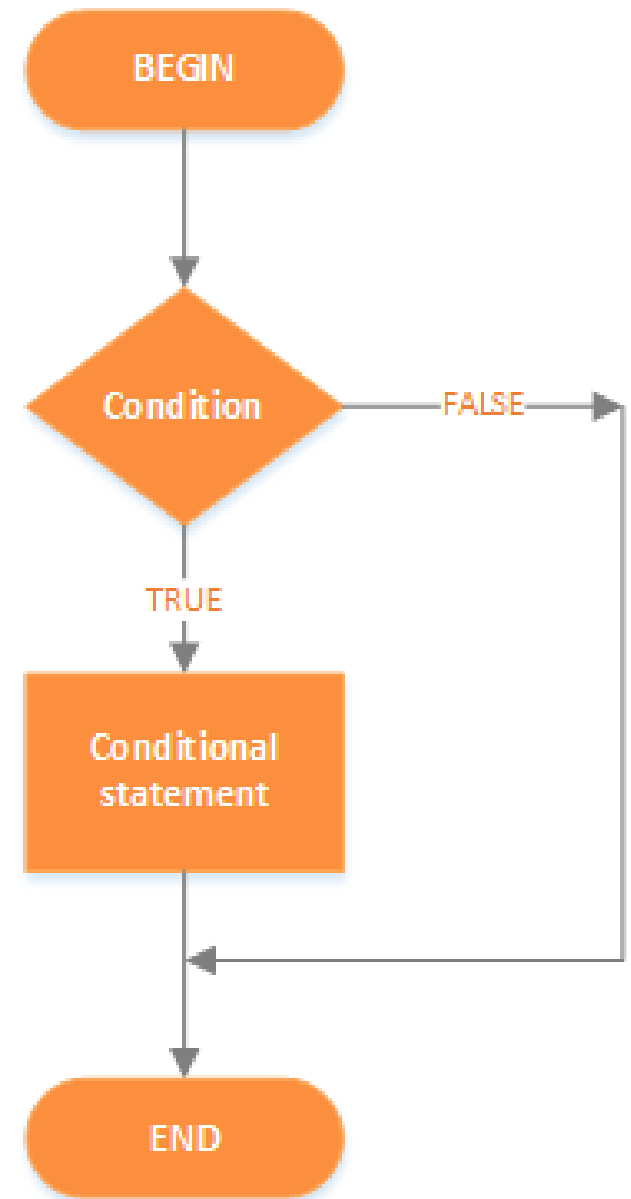 BEGIN
Condition
FALSE
TRUE
Conditional
statement
END